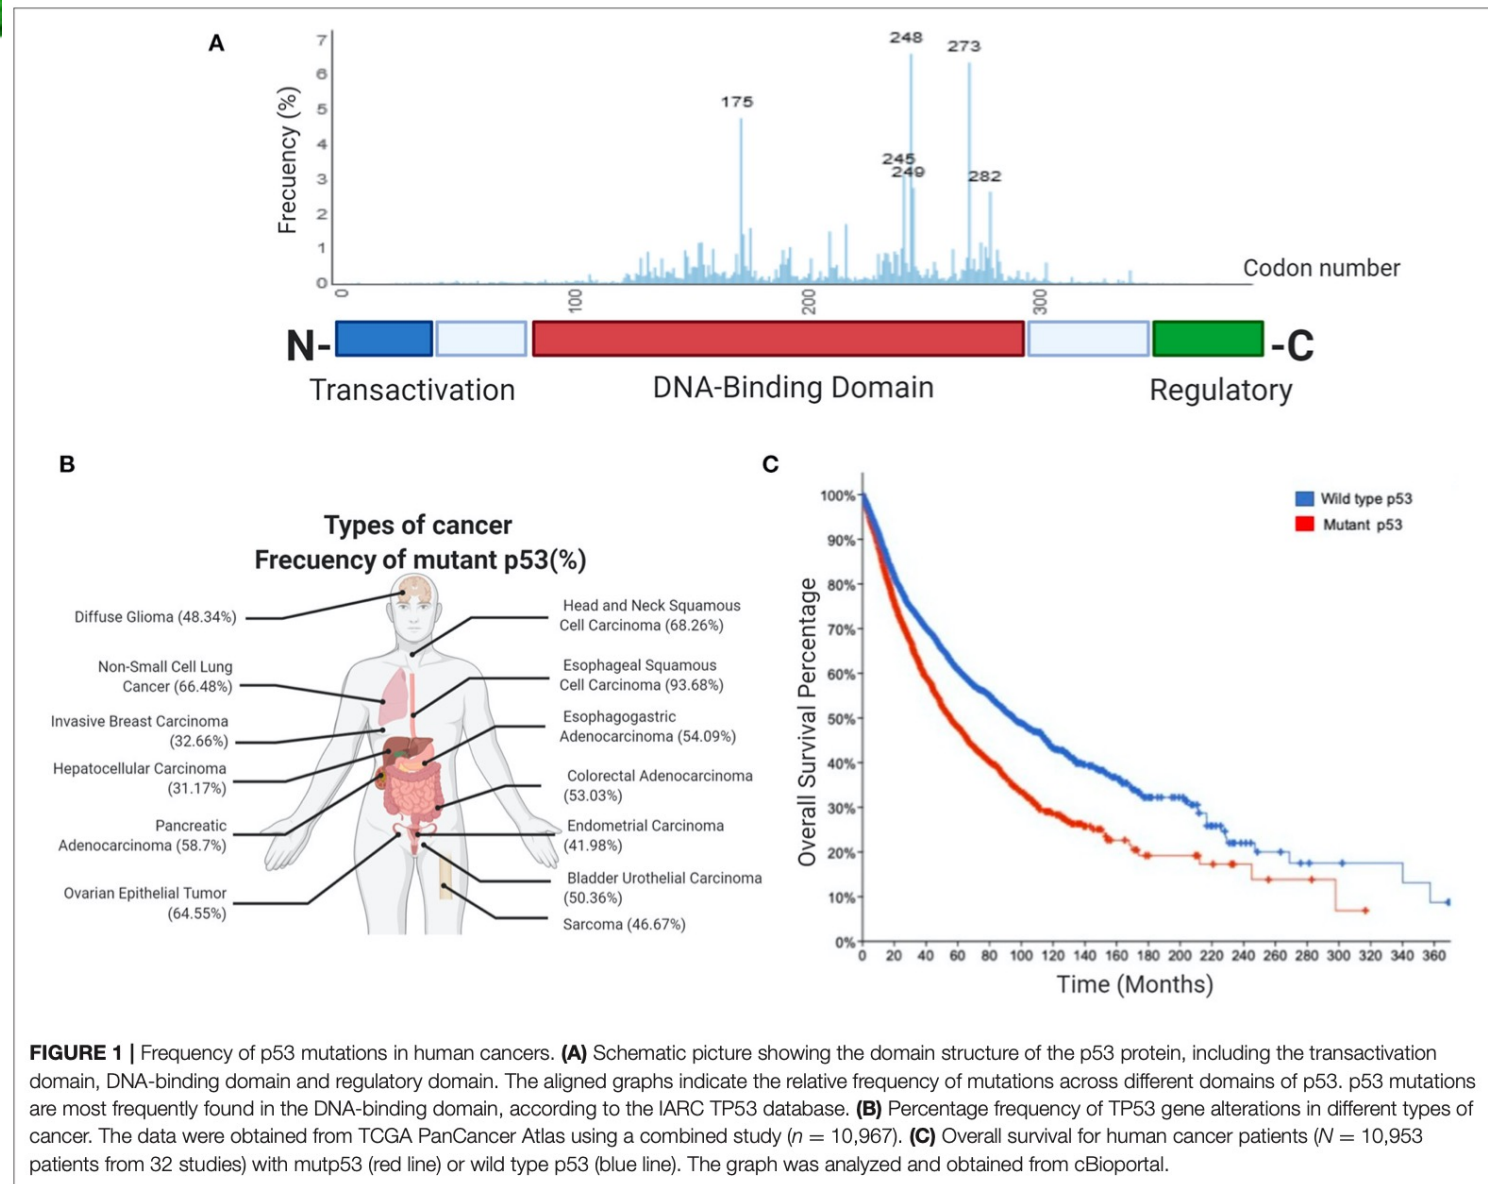 A
Frecuency (%)
7
6
5
4
3
2
1
0
175
248
273
245
249
282
Codon number
0
100
200
300
N-
-C
Transactivation
DNA-Binding Domain
Regulatory
B
Types of cancer
Frecuency of mutant p53(%)
Diffuse Glioma (48.34%)
Non-Small Cell Lung
Cancer (66.48%)
Invasive Breast Carcinoma
(32.66%)
Hepatocellular Carcinoma
(31.17%)
Pancreatic
Adenocarcinoma (58.7%)
Ovarian Epithelial Tumor
(64.55%)
Head and Neck Squamous
Cell Carcinoma (68.26%)
Esophageal Squamous
Cell Carcinoma (93.68%)
Esophagogastric
Adenocarcinoma (54.09%)
Colorectal Adenocarcinoma
(53.03%)
Endometrial Carcinoma
(41.98%)
Bladder Urothelial Carcinoma
(50.36%)
Sarcoma (46.67%)
C
Overall Survival Percentage
100%
90%
80%
70%
60%
50%
40%
30%
20%
10%
0%
Wild type p53
Mutant p53
0 20 40 60 80 100 120 140 160 180 200 220 240 260 280 300 320 340 360
Time (Months)
FIGURE 1 | Frequency of p53 mutations in human cancers. (A) Schematic picture showing the domain structure of the p53 protein, including the transactivation
domain, DNA-binding domain and regulatory domain. The aligned graphs indicate the relative frequency of mutations across different domains of p53. p53 mutations
are most frequently found in the DNA-binding domain, according to the IARC TP53 database. (B) Percentage frequency of TP53 gene alterations in different types of
cancer. The data were obtained from TCGA PanCancer Atlas using a combined study (n = 10,967). (C) Overall survival for human cancer patients (N = 10,953
patients from 32 studies) with mutp53 (red line) or wild type p53 (blue line). The graph was analyzed and obtained from cBioportal.